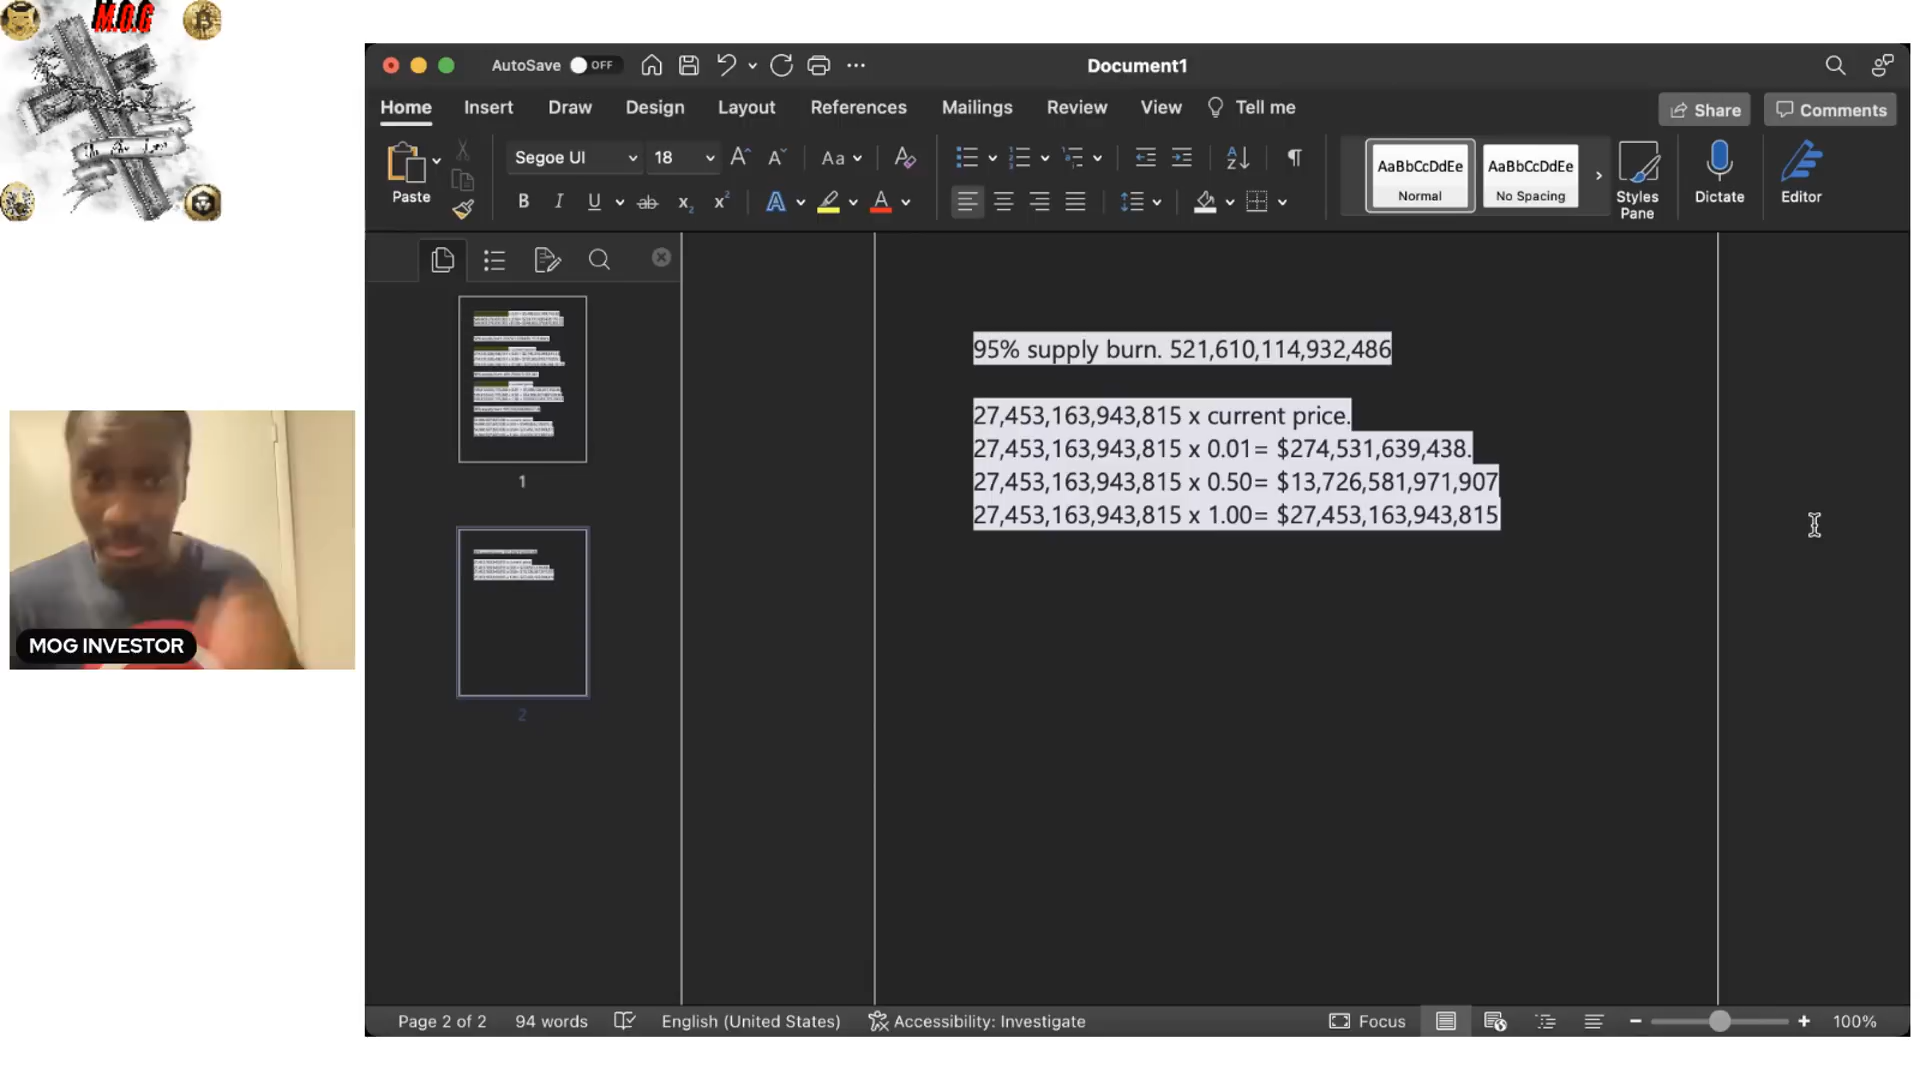 M.O.G
AutoSave OFF
Document1
Home Insert Draw Design Layout References Mailings Review View Tell me
Share Comments
Paste
Segoe UI 18
AaBbCcDdEe Normal
AaBbCcDdEe No Spacing
Styles Pane
Dictate
Editor
95% supply burn. 521,610,114,932,486
27,453,163,943,815 x current price.
27,453,163,943,815 x 0.01= $274,531,639,438.
27,453,163,943,815 x 0.50= $13,726,581,971,907
27,453,163,943,815 x 1.00= $27,453,163,943,815
1
2
MOG INVESTOR
Page 2 of 2 94 words English (United States) Accessibility: Investigate Focus 100%